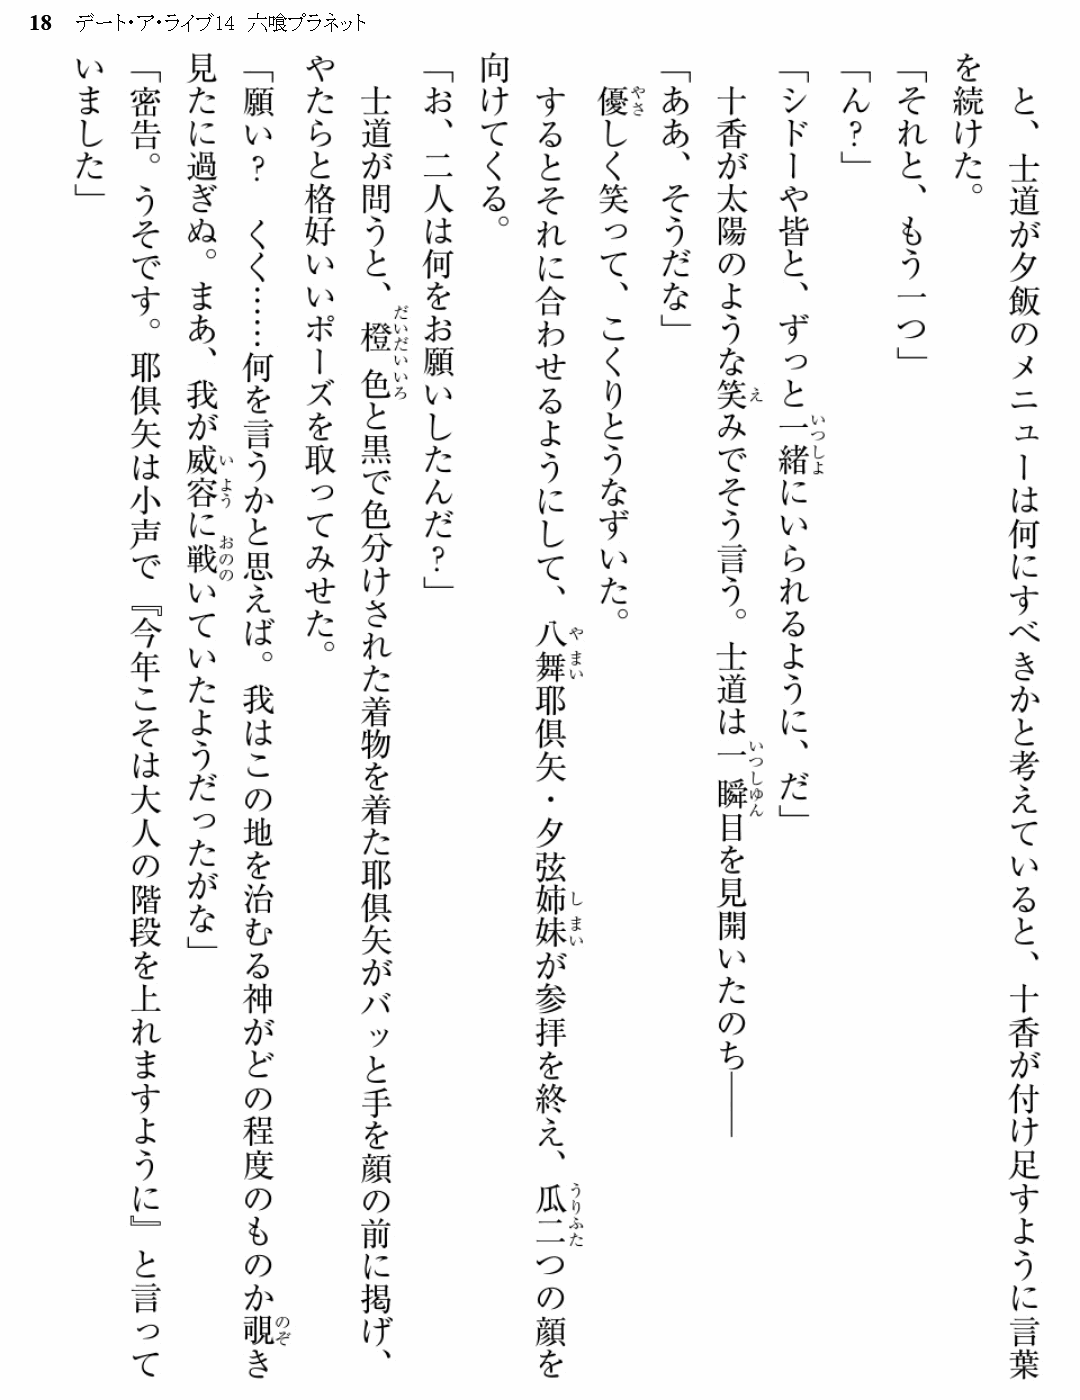 18 デート・ア・ライブ14 六喰プラネット
と、士道が夕飯のメニューは何にすべきかと考えていると、十香が付け足すように言葉
を続けた。
「それと、もう一つ」
「ん？」
「シドーや皆と、ずっと一緒にいられるように、だ」
十香が太陽のような笑みでそう言う。士道は一瞬目を見開いたのち――
「ああ、そうだな」
優しく笑って、こくりとうなずいた。
するとそれに合わせるようにして、八舞耶倶矢・夕弦姉妹が参拝を終え、瓜二つの顔を
向けてくる。
「お、二人は何をお願いしたんだ？」
士道が問うと、橙色と黒で色分けされた着物を着た耶倶矢がバッと手を顔の前に掲げ、
やたらと格好いいポーズを取ってみせた。
「願い？　くく……何を言うかと思えば。我はこの地を治むる神がどの程度のものか覗き
見たに過ぎぬ。まあ、我が威容に戦いていたようだったがな」
「密告。うそです。耶倶矢は小声で『今年こそは大人の階段を上れますように』と言って
いました」